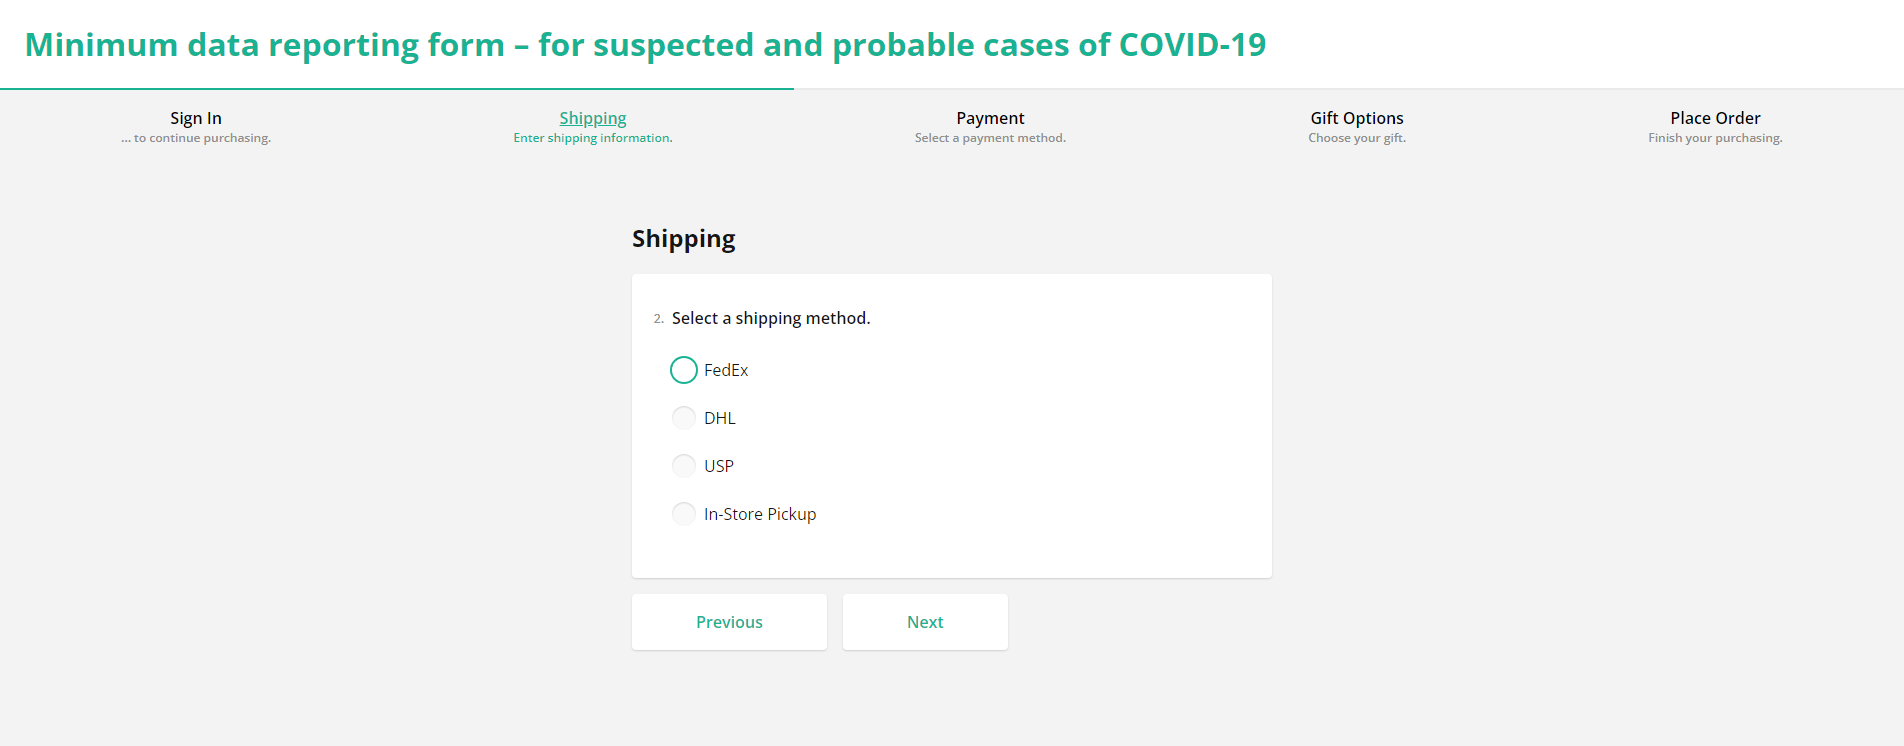 Minimum data reporting form – for suspected and probable cases of COVID-19
Sign In
... to continue purchasing.
Shipping
Enter shipping information.
Payment
Select a payment method.
Gift Options
Choose your gift.
Place Order
Finish your purchasing.
Shipping
2. Select a shipping method.
FedEx
DHL
USP
In-Store Pickup
Previous
Next